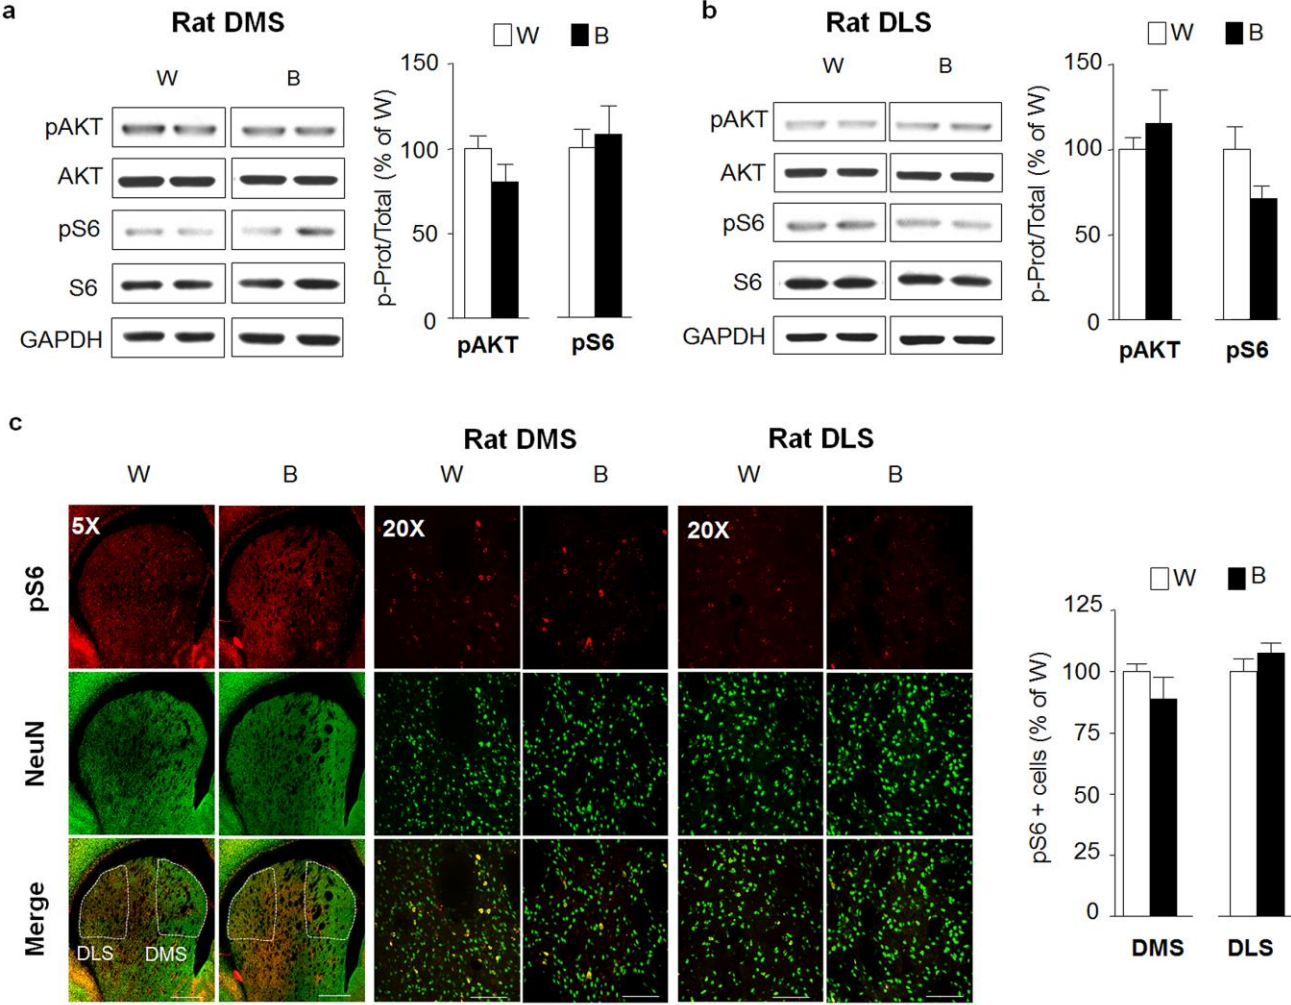 a
Rat DMS
W B
W B
pAKT
AKT
pS6
S6
GAPDH
p-Prot/Total (% of W)
150
100
50
0
pAKT pS6
b
Rat DLS
W B
W B
pAKT
AKT
pS6
S6
GAPDH
p-Prot/Total (% of W)
150
100
50
0
pAKT pS6
c
Rat DMS Rat DLS
W B W B W B
5X 20X 20X
pS6
NeuN
Merge
DLS DMS
W B
pS6 + cells (% of W)
125
100
75
50
25
0
DMS DLS